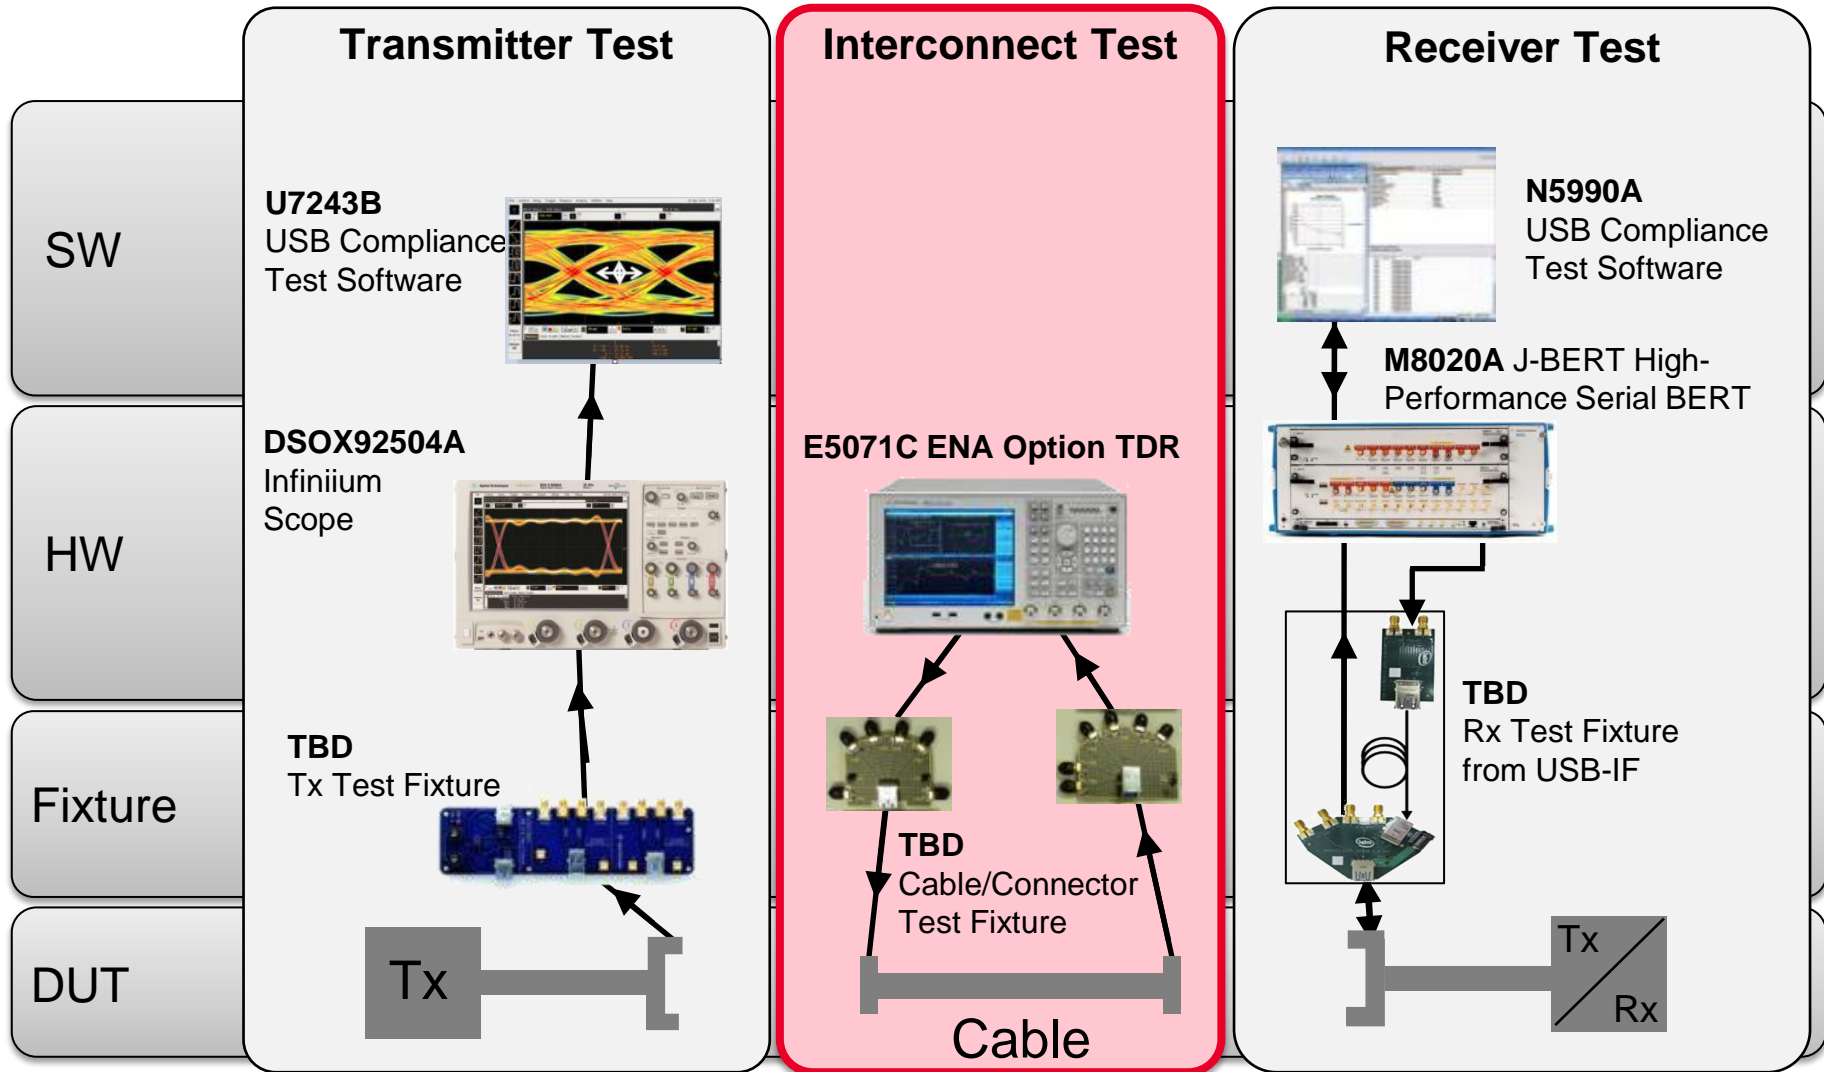 Transmitter Test
Interconnect Test
Receiver Test
SW
HW
Fixture
DUT
U7243B
USB Compliance
Test Software
DSOX92504A
Infiniium
Scope
TBD
Tx Test Fixture
Tx
E5071C ENA Option TDR
TBD
Cable/Connector
Test Fixture
Cable
N5990A
USB Compliance
Test Software
M8020A J-BERT High-
Performance Serial BERT
TBD
Rx Test Fixture
from USB-IF
Tx
Rx